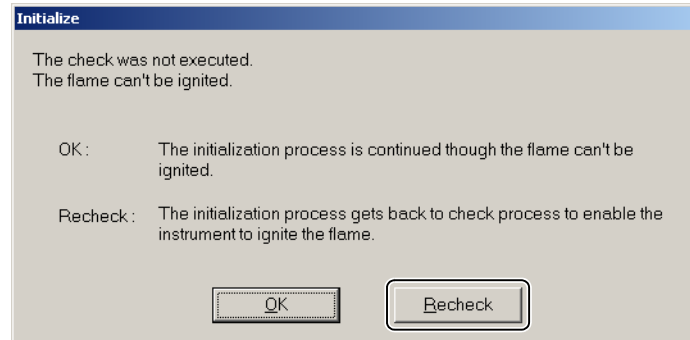 Initialize
The check was not executed.
The flame can't be ignited.
OK : The initialization process is continued though the flame can't be
ignited.
Recheck : The initialization process gets back to check process to enable the
instrument to ignite the flame.
OK Recheck